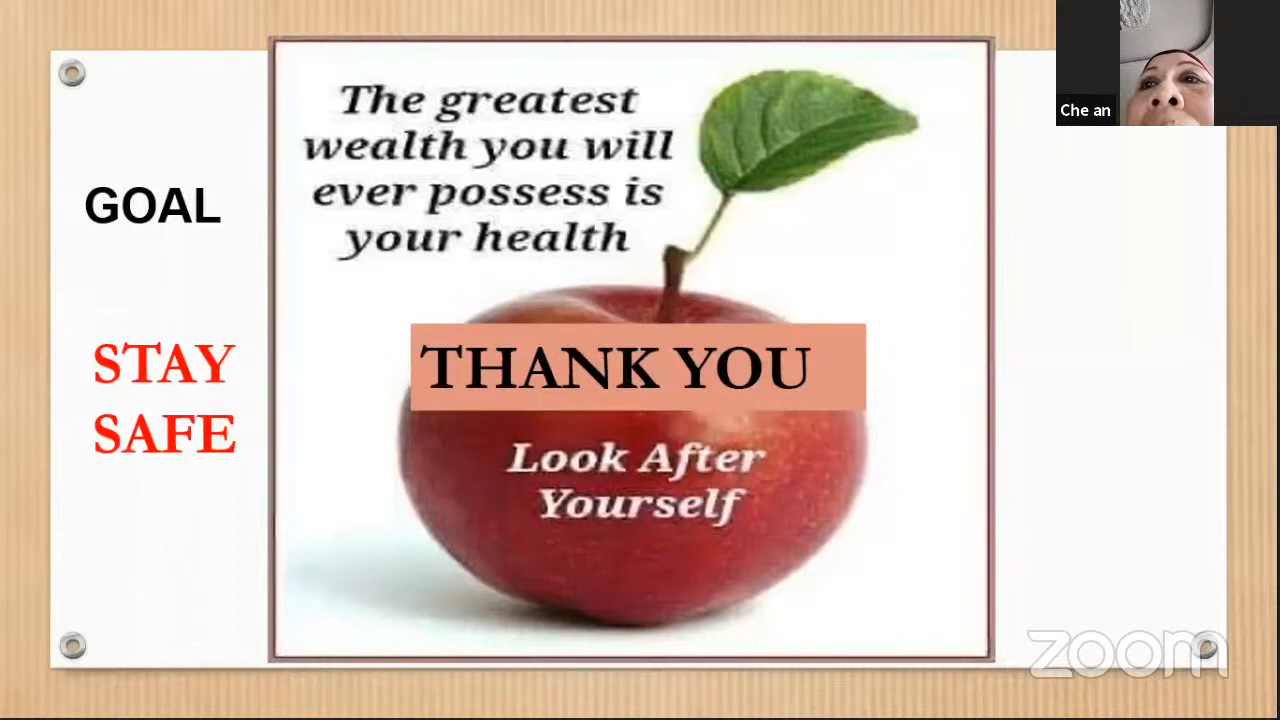 The greatest
wealth you will
ever possess is
your health
GOAL
STAY
SAFE
THANK YOU
Look After
Yourself
Che an
zoom